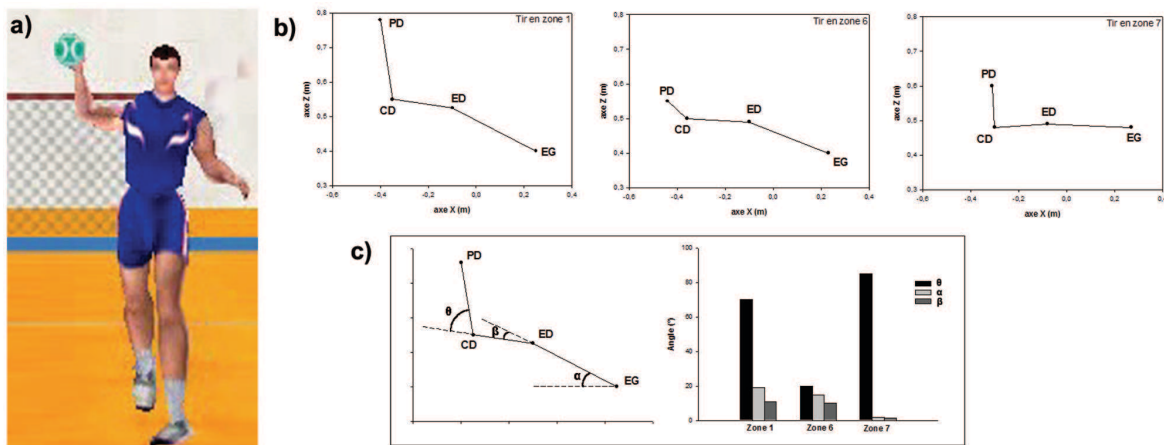 a)
b)
Tir en zone 1
0,8
0,7
0,6
0,5
0,4
0,3
axe Z (m)
PD
CD
ED
EG
-0,6 -0,4 -0,2 0,0 0,2 0,4
axe X (m)
Tir en zone 6
0,8
0,7
0,6
0,5
0,4
0,3
axe Z (m)
PD
CD
ED
EG
-0,6 -0,4 -0,2 0,0 0,2 0,4
axe X (m)
Tir en zone 7
0,8
0,7
0,6
0,5
0,4
0,3
axe Z (m)
PD
CD
ED
EG
-0,6 -0,4 -0,2 0,0 0,2 0,4
axe X (m)
c)
PD
θ
CD
β
ED
α
EG
100
80
60
40
20
0
Angle (°)
θ
α
β
Zone 1 Zone 6 Zone 7